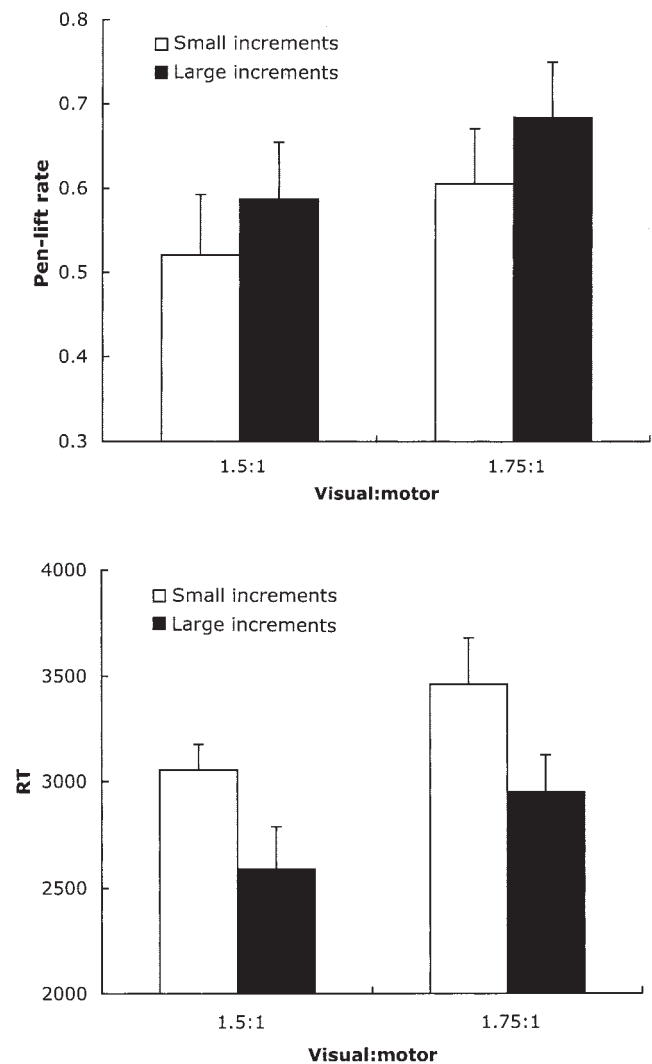 0.8
Small increments
Large increments
0.7
0.6
0.5
0.4
0.3
Pen-lift rate
1.5:1 1.75:1
Visual:motor
4000
Small increments
Large increments
3500
3000
2500
2000
RT
1.5:1 1.75:1
Visual:motor